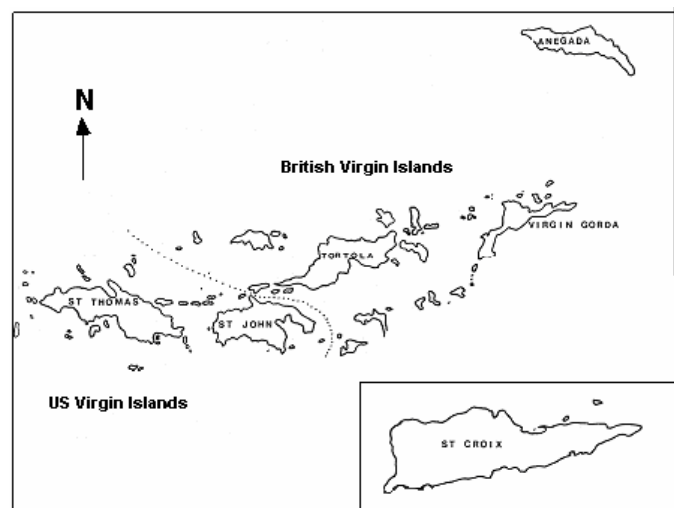 ANEGADA
N
British Virgin Islands
VIRGIN GORDA
TORTOLA
ST THOMAS
ST JOHN
US Virgin Islands
ST CROIX